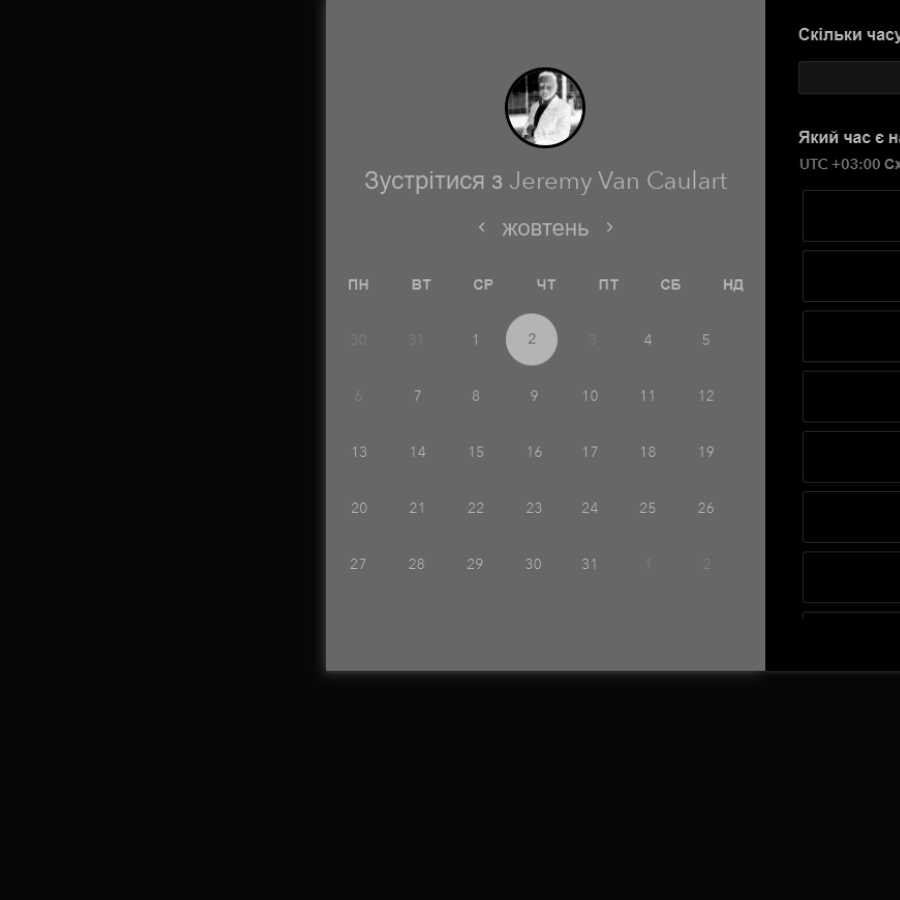 Зустрітися з Jeremy Van Caulart
жовтень
ПН ВТ СР ЧТ ПТ СБ НД
30 31 1 2 3 4 5
6 7 8 9 10 11 12
13 14 15 16 17 18 19
20 21 22 23 24 25 26
27 28 29 30 31 1 2
Скільки часу
Який час є
UTC +03:00